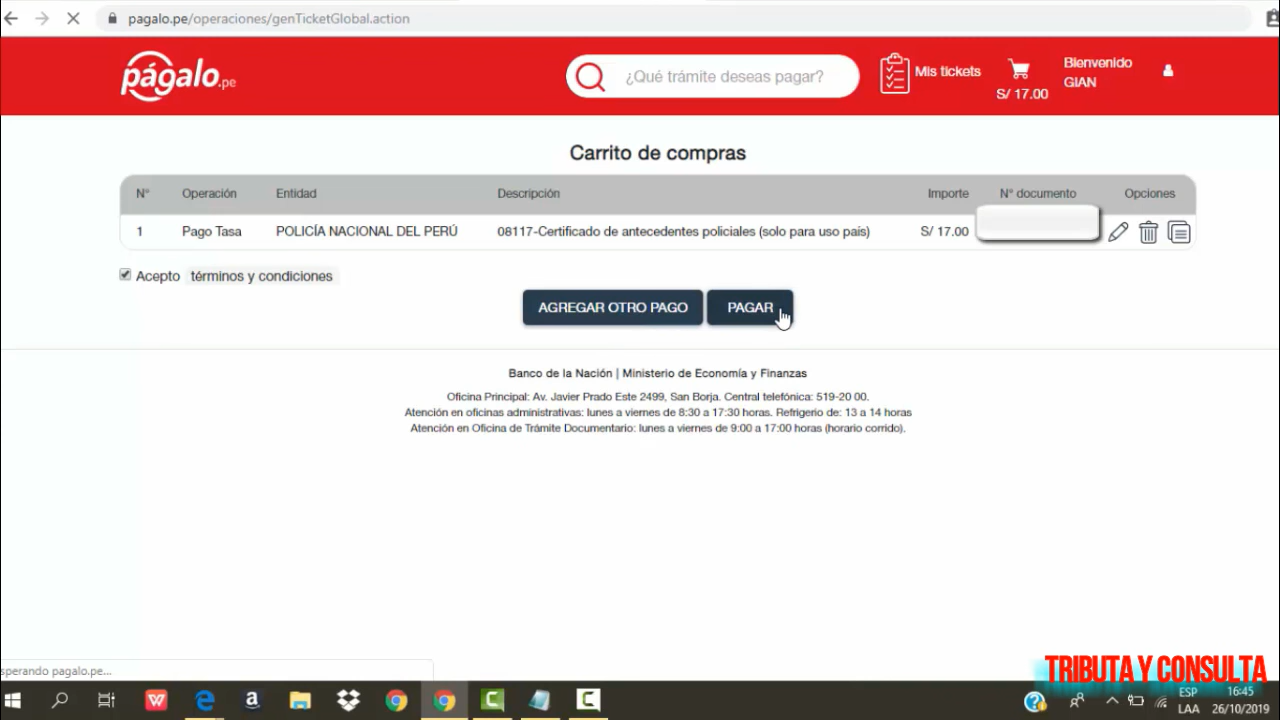 pagalo.pe/operaciones/genTicketGlobal.action
págalo.pe
¿Qué trámite deseas pagar?
Mis tickets
S/ 17.00
Bienvenido
GIAN
Carrito de compras
N° Operación Entidad Descripción Importe N° documento Opciones
1 Pago Tasa POLICÍA NACIONAL DEL PERÚ 08117-Certificado de antecedentes policiales (solo para uso país) S/ 17.00
Acepto términos y condiciones
AGREGAR OTRO PAGO PAGAR
Banco de la Nación | Ministerio de Economía y Finanzas
Oficina Principal: Av. Javier Prado Este 2499, San Borja. Central telefónica: 519-20 00.
Atención en oficinas administrativas: lunes a viernes de 8:30 a 17:30 horas. Refrigerio de: 13 a 14 horas
Atención en Oficina de Trámite Documentario: lunes a viernes de 9:00 a 17:00 horas (horario corrido).
sperando pagalo.pe...
TRIBUTA Y CONSULTA
ESP 16:45
LAA 26/10/2019